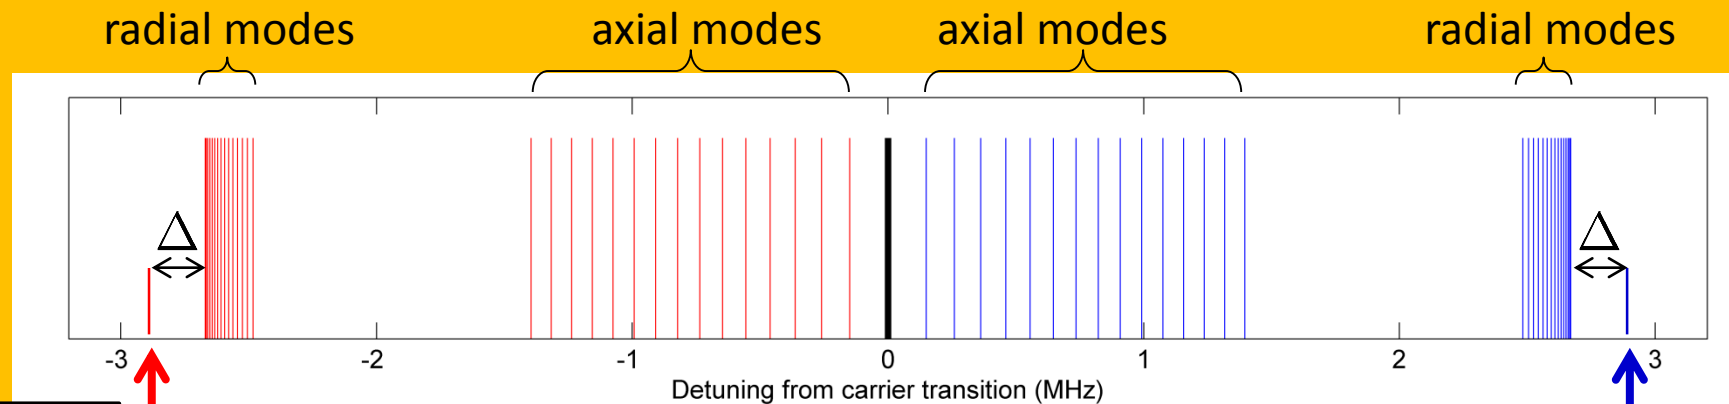 radial modes axial modes axial modes radial modes
Δ Δ
-3 -2 -1 0 1 2 3
Detuning from carrier transition (MHz)